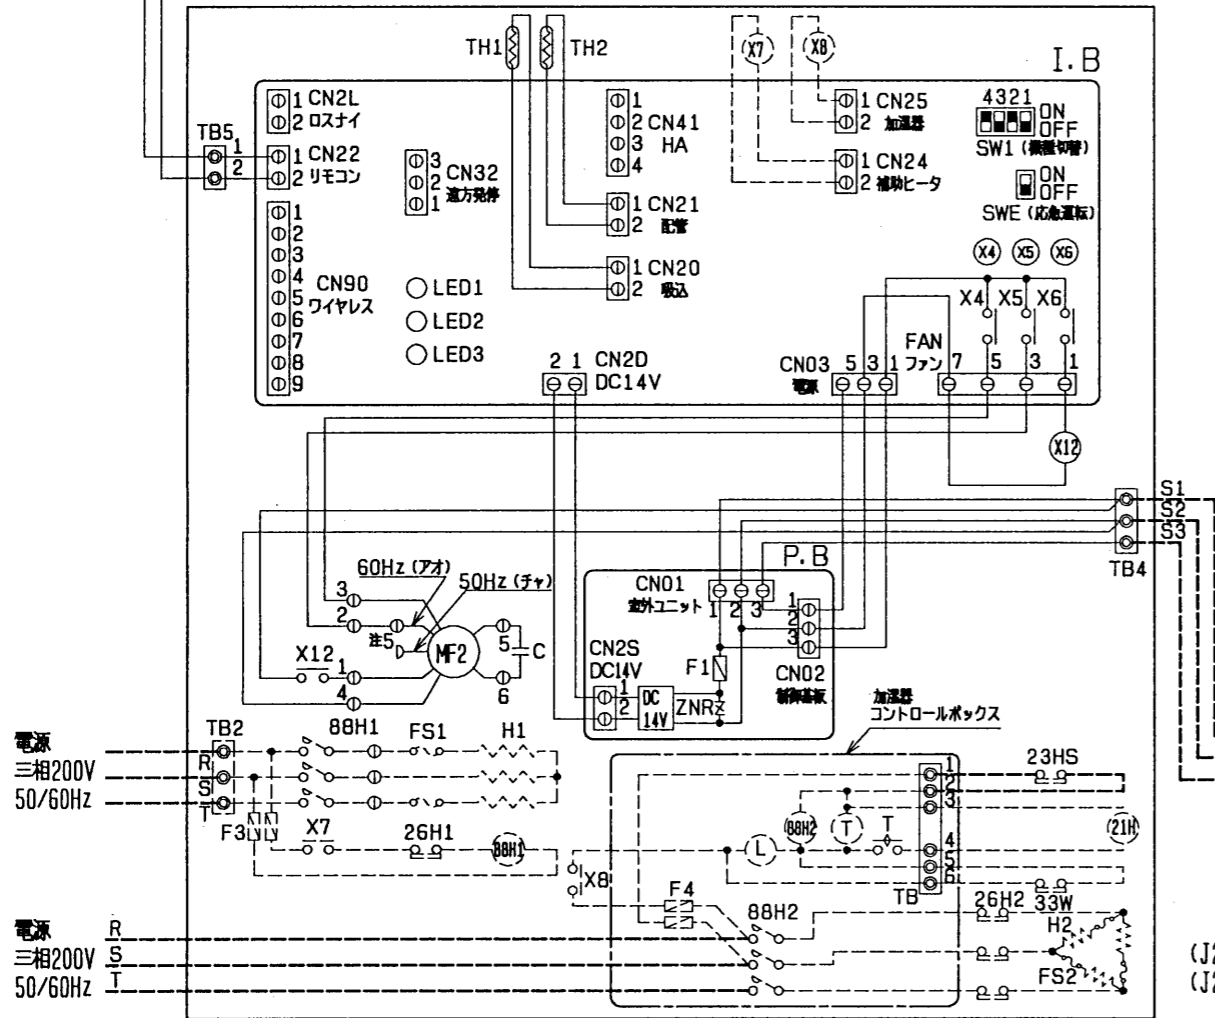 TH1
TH2
X7
X8
I.B
1 CN2L
2 ロスナイ
TB5
1
2
1 CN22
2 リモコン
3
2
1
CN32
遠方発停
1
2
3
4
CN41
HA
1 CN25
2 加湿器
1 CN24
2 補助ヒータ
4321
ON
OFF
SW1 (機種切替)
ON
OFF
SWE (応急運転)
1 CN21
2 配管
1 CN20
2 吸込
1
2
3
4
5
6
7
8
9
CN90
ワイヤレス
LED1
LED2
LED3
X4
X5
X6
X4
X5
X6
2 1 CN2D
DC14V
CN03
電源
5 3 1
FAN
ファン
7
5
3
1
X12
S1
S2
S3
TB4
60Hz (アオ)
50Hz (チャ)
3
2
注5
X12
1
4
MF2
5
6
C
P.B
CN01
室外ユニット
1
2
3
1
2
3
CN02
制御基板
CN2S
DC14V
1
2
DC
14V
F1
ZNR
加湿器
コントロールボックス
電源
三相200V
50/60Hz
TB2
R
S
T
88H1
FS1
H1
F3
X7
26H1
88H1
X8
L
88H2
T
T
1
2
3
4
5
6
TB
23HS
21H
33W
F4
88H2
26H2
H2
FS2
電源
三相200V
50/60Hz
R
S
T
(J2
(J2